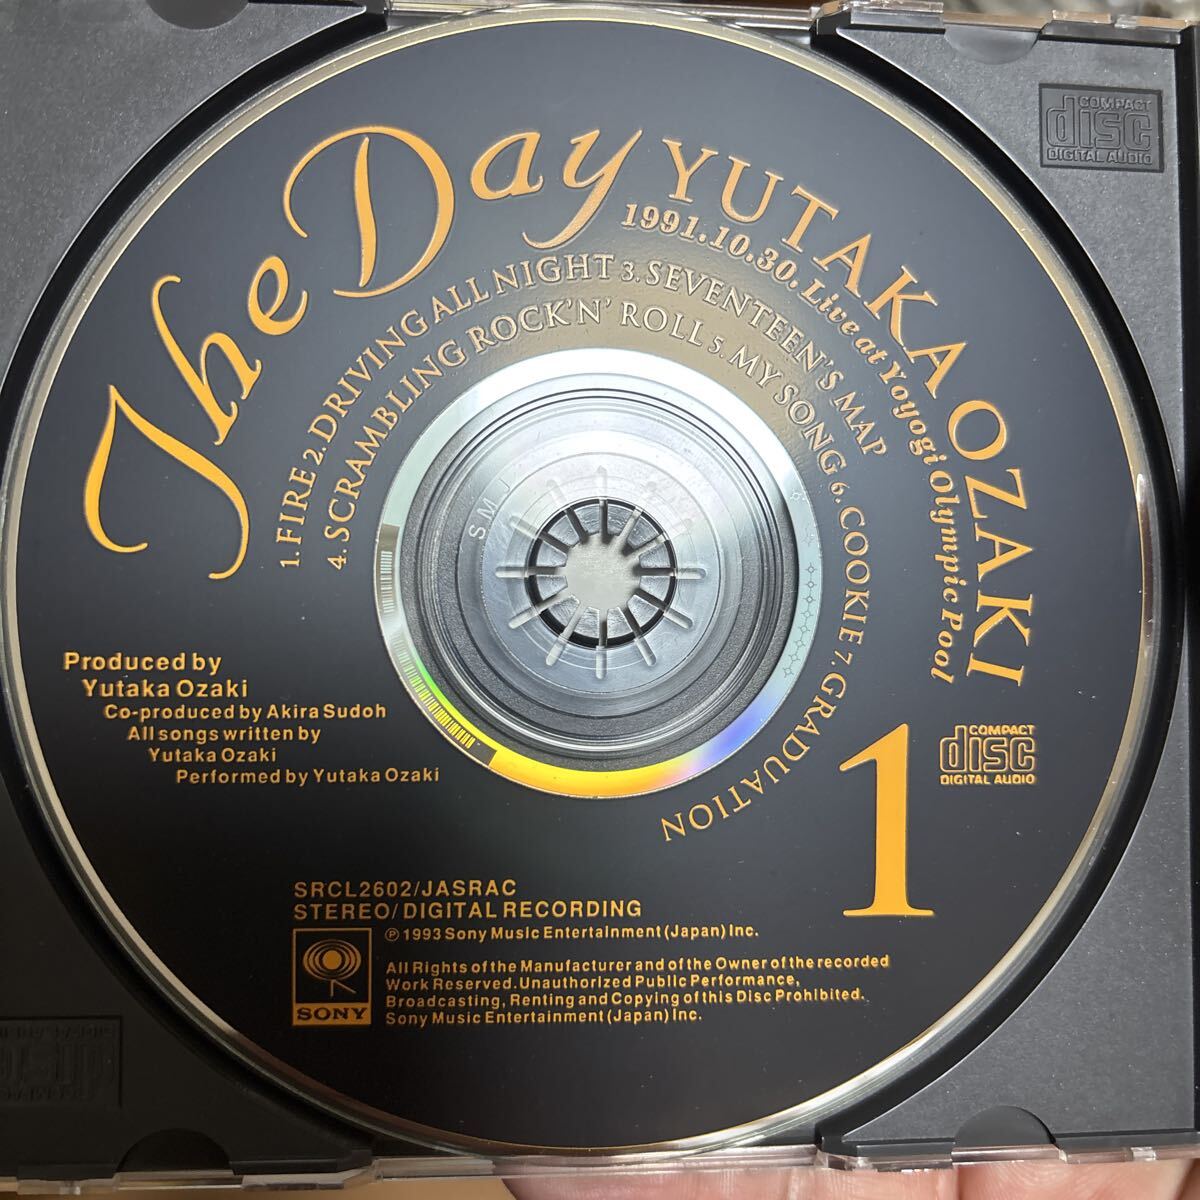 The Day YUTAKA OZAKI
1991.10.30. Live at Yoyogi Olympic Pool
1. FIRE 2. DRIVING ALL NIGHT 3. SEVENTEEN'S MAP
4. SCRAMBLING ROCK'N' ROLL 5. MY SONG 6. COOKIE 7. GRADUATION
COMPACT
disc
DIGITAL AUDIO
SMJ
Produced by
Yutaka Ozaki
Co-produced by Akira Sudoh
All songs written by
Yutaka Ozaki
Performed by Yutaka Ozaki
1
COMPACT
disc
DIGITAL AUDIO
SRCL2602/JASRAC
STEREO/DIGITAL RECORDING
℗ 1993 Sony Music Entertainment (Japan) Inc.
SONY
All Rights of the Manufacturer and of the Owner of the recorded
Work Reserved. Unauthorized Public Performance,
Broadcasting, Renting and Copying of this Disc Prohibited.
Sony Music Entertainment (Japan) Inc.